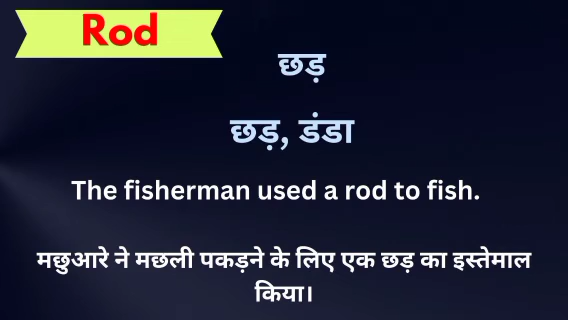 Rod
छड़
छड़, डंडा
The fisherman used a rod to fish.
मछुआरे ने मछली पकड़ने के लिए एक छड़ का इस्तेमाल
किया।